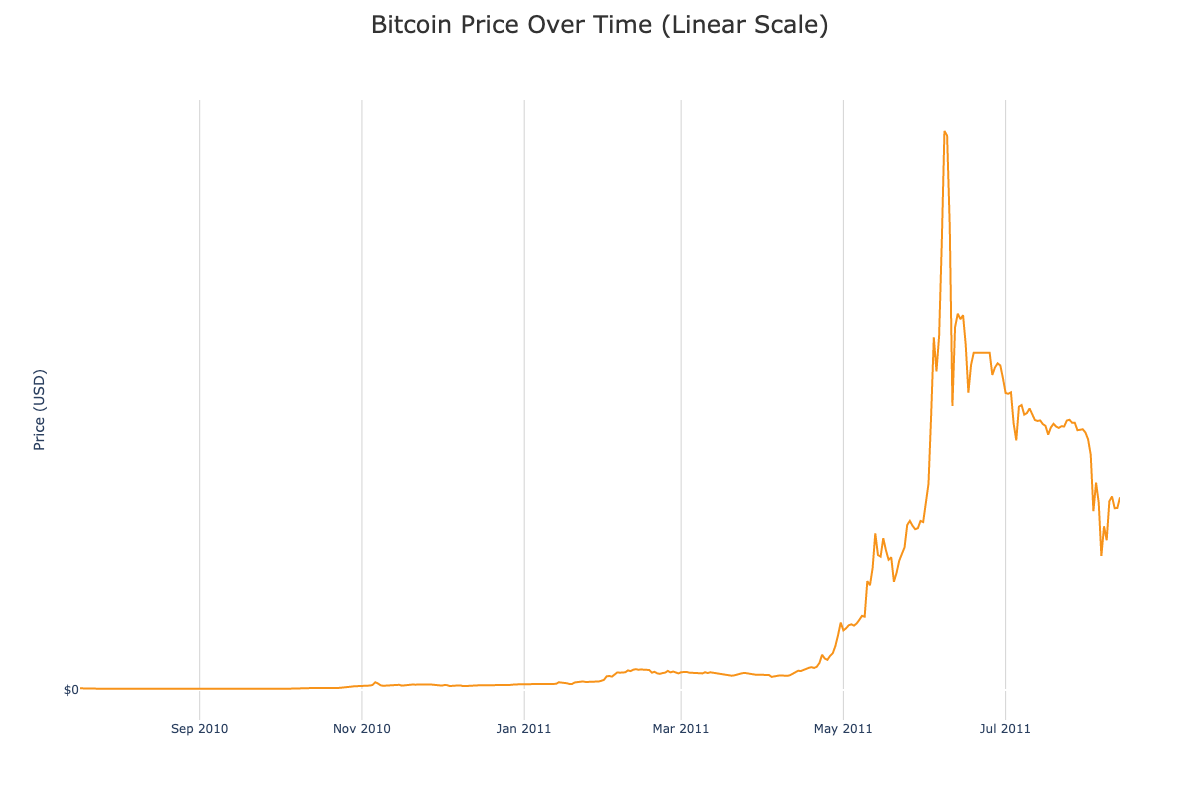 Bitcoin Price Over Time (Linear Scale)
Price (USD)
$0
Sep 2010
Nov 2010
Jan 2011
Mar 2011
May 2011
Jul 2011